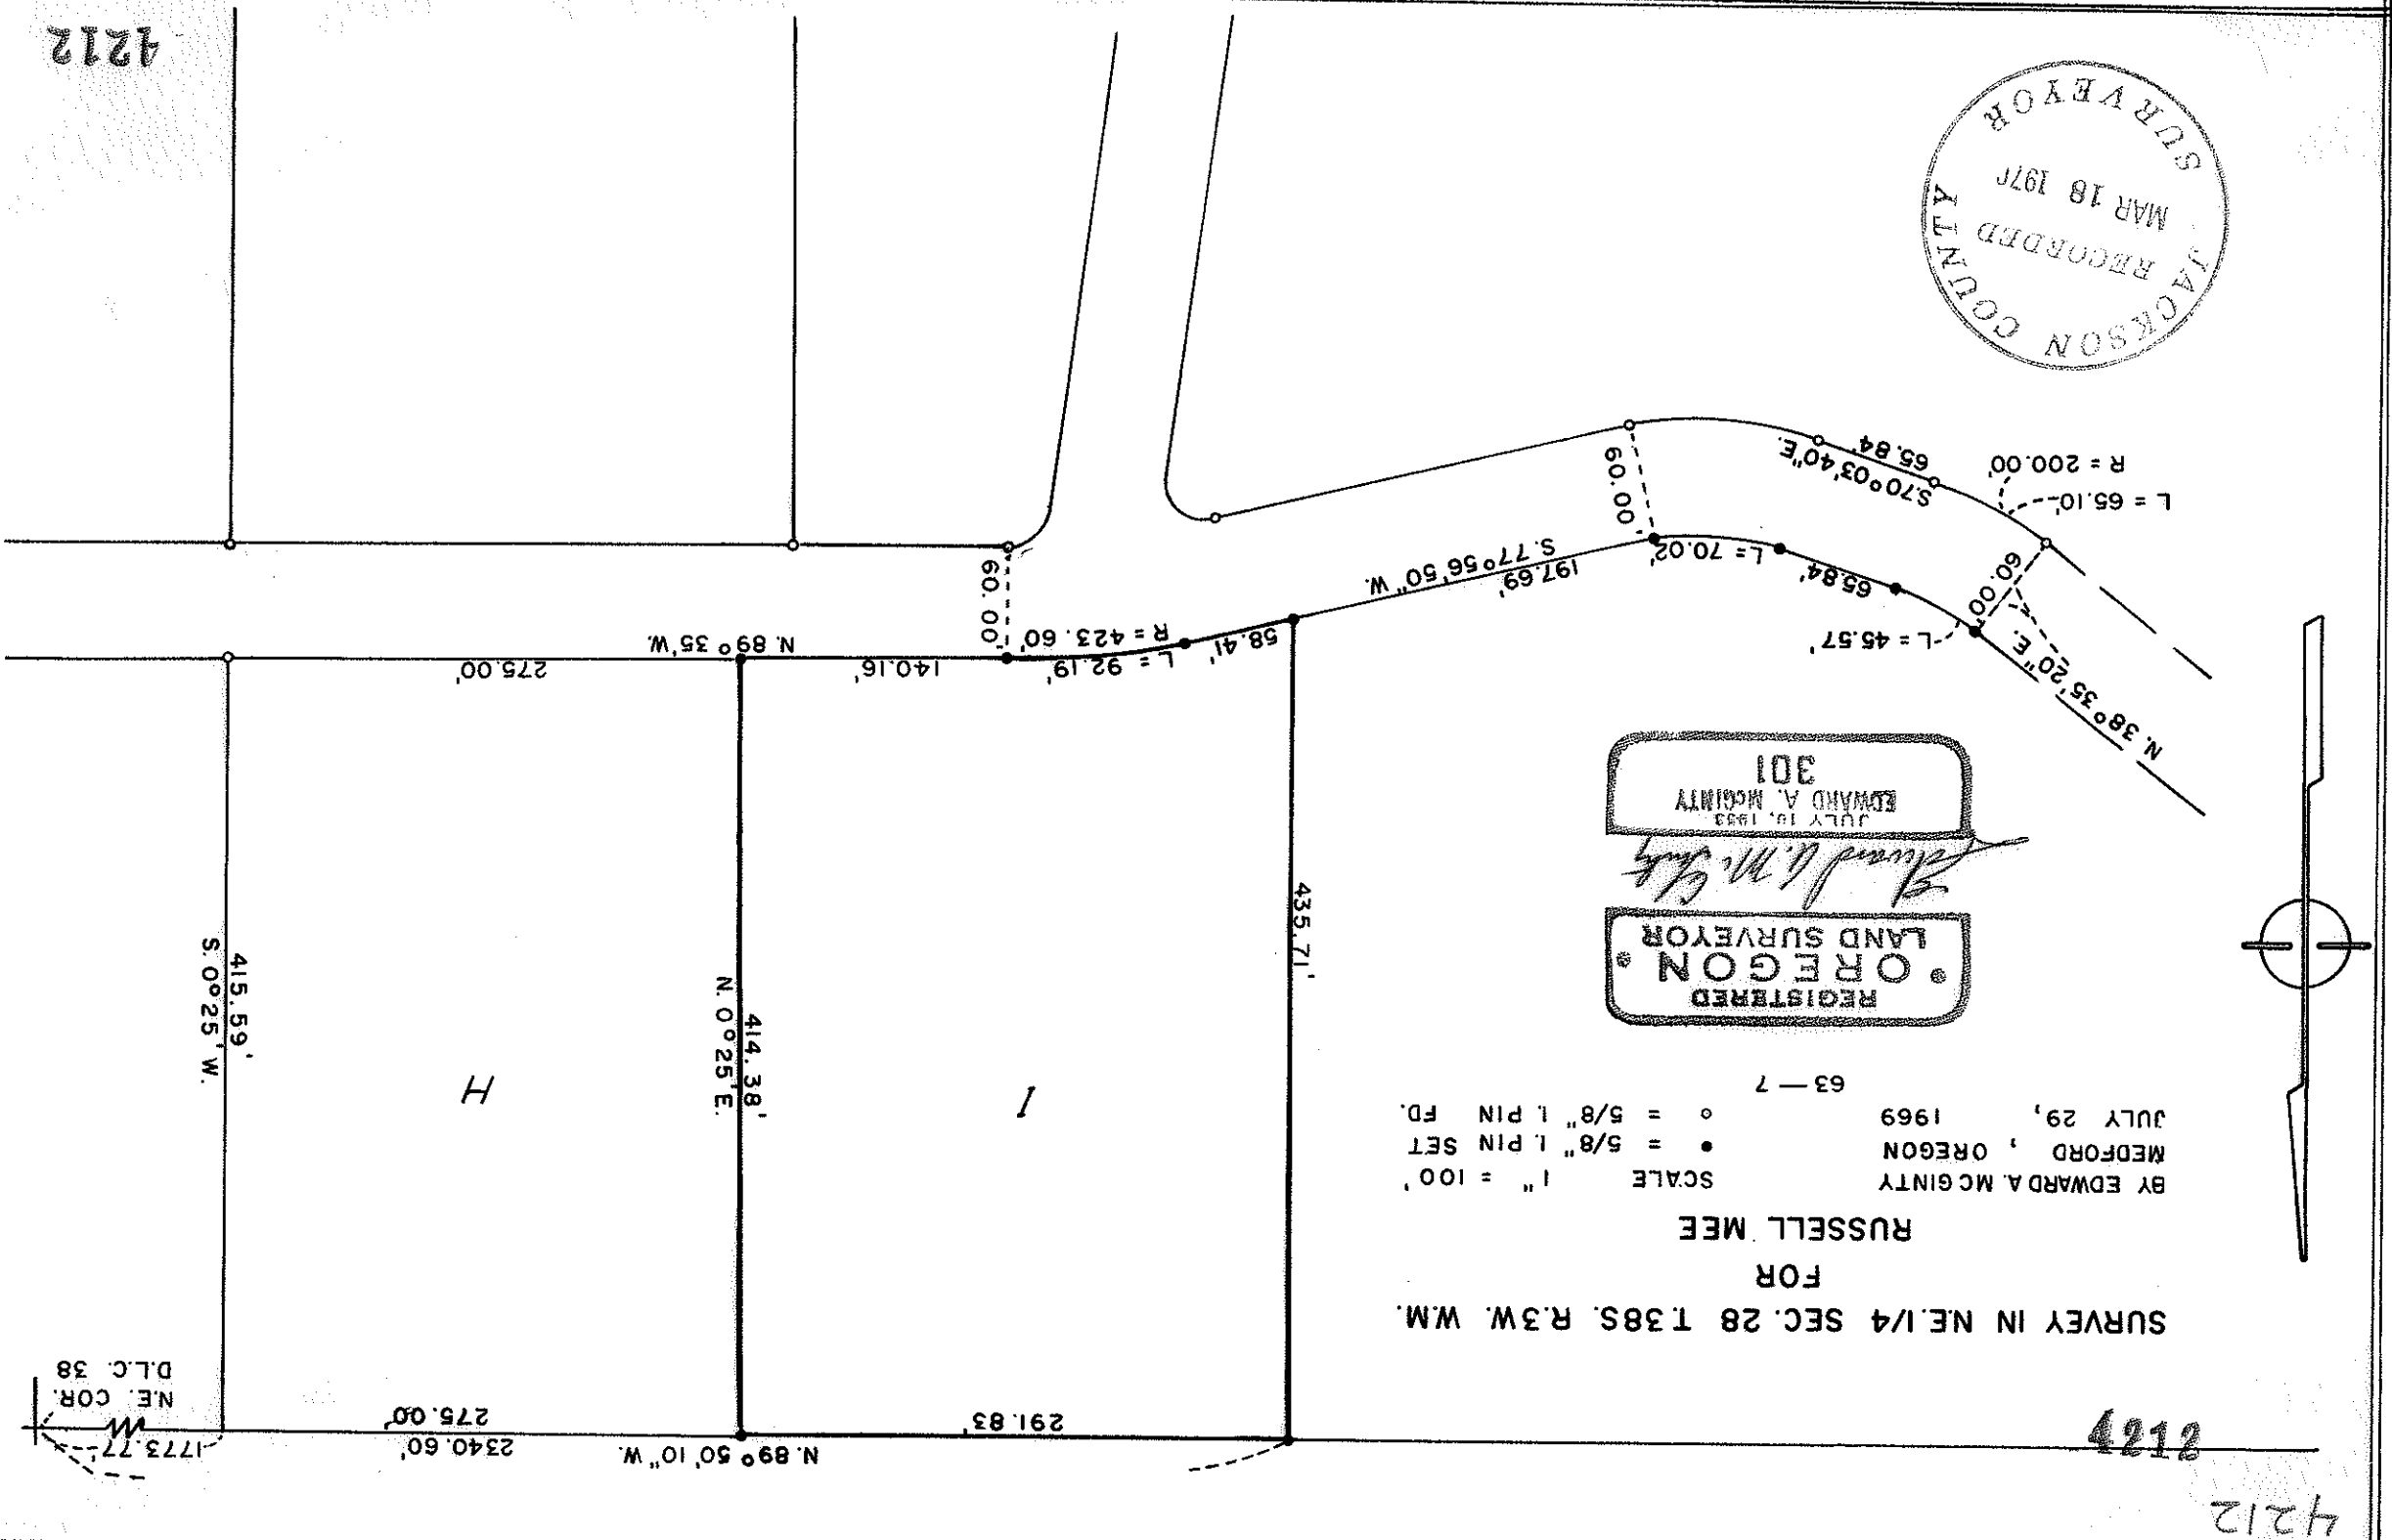 4212
4212
N. 89° 50' 10" W.
291.83'
2340.60'
275.00'
1773.77'
N.E. COR.
D.L.C. 38
SURVEY IN N.E.1/4 SEC. 28 T.38S. R.3W. W.M.
FOR
RUSSELL MEE
BY EDWARD A. MC GINTY
MEDFORD , OREGON
JULY 29, 1969
SCALE 1" = 100'
● = 5/8" I. PIN SET
○ = 5/8" I. PIN FD.
63 — 7
REGISTERED
OREGON
LAND SURVEYOR
Edward A. McGinty
EDWARD A. McGINTY
301
I
H
435.71'
414.38'
N. 0° 25' E.
415.59'
S. 0° 25' W.
N. 38° 35' 20" E.
60.00'
L = 45.57'
65.84'
L = 70.02'
197.69'
S. 77° 56' 50" W.
58.41'
L = 92.19'
R = 423.60'
140.16'
N. 89° 35' W.
275.00'
60.00'
60.00'
L = 65.10'
R = 200.00'
S. 70° 03' 40" E.
65.84'
JACKSON COUNTY
RECORDED
MAR 18
SURVEYOR
4212